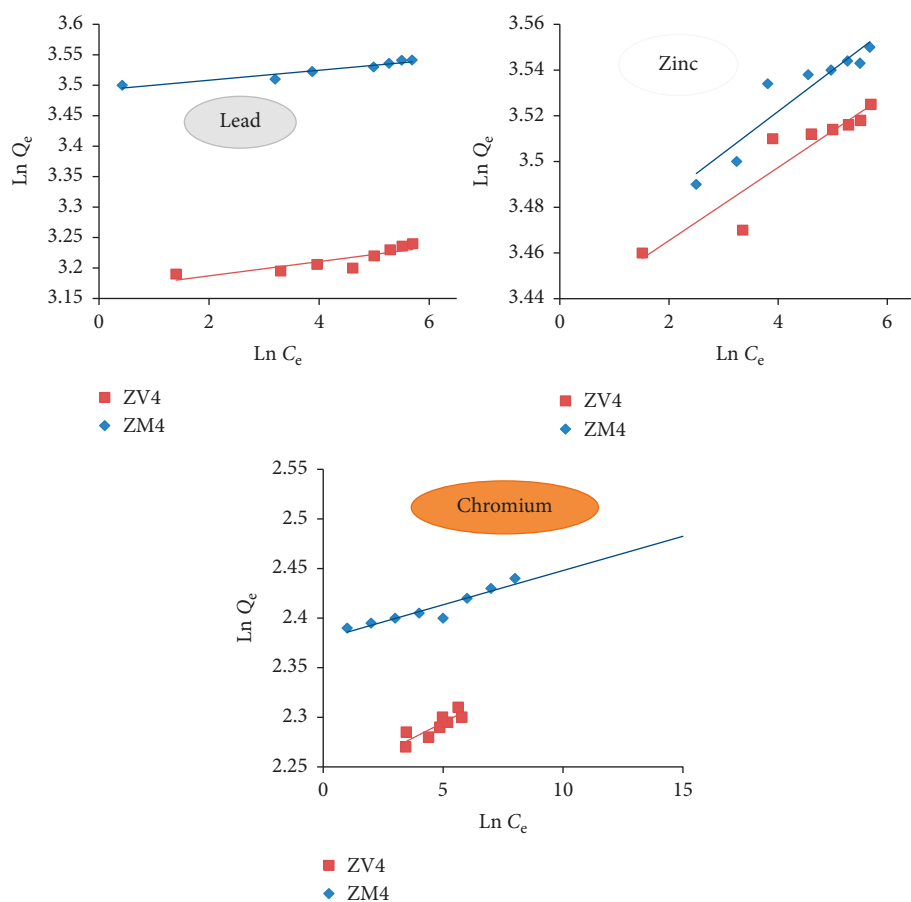 3.6
3.55
3.5
3.45
3.4
3.35
3.3
3.25
3.2
3.15
Ln Qe
Lead
0 2 4 6
Ln Ce
ZV4
ZM4
3.56
3.54
3.52
3.5
3.48
3.46
3.44
Ln Qe
Zinc
0 2 4 6
Ln Ce
ZV4
ZM4
2.55
2.5
2.45
2.4
2.35
2.3
2.25
Ln Qe
Chromium
0 5 10 15
Ln Ce
ZV4
ZM4